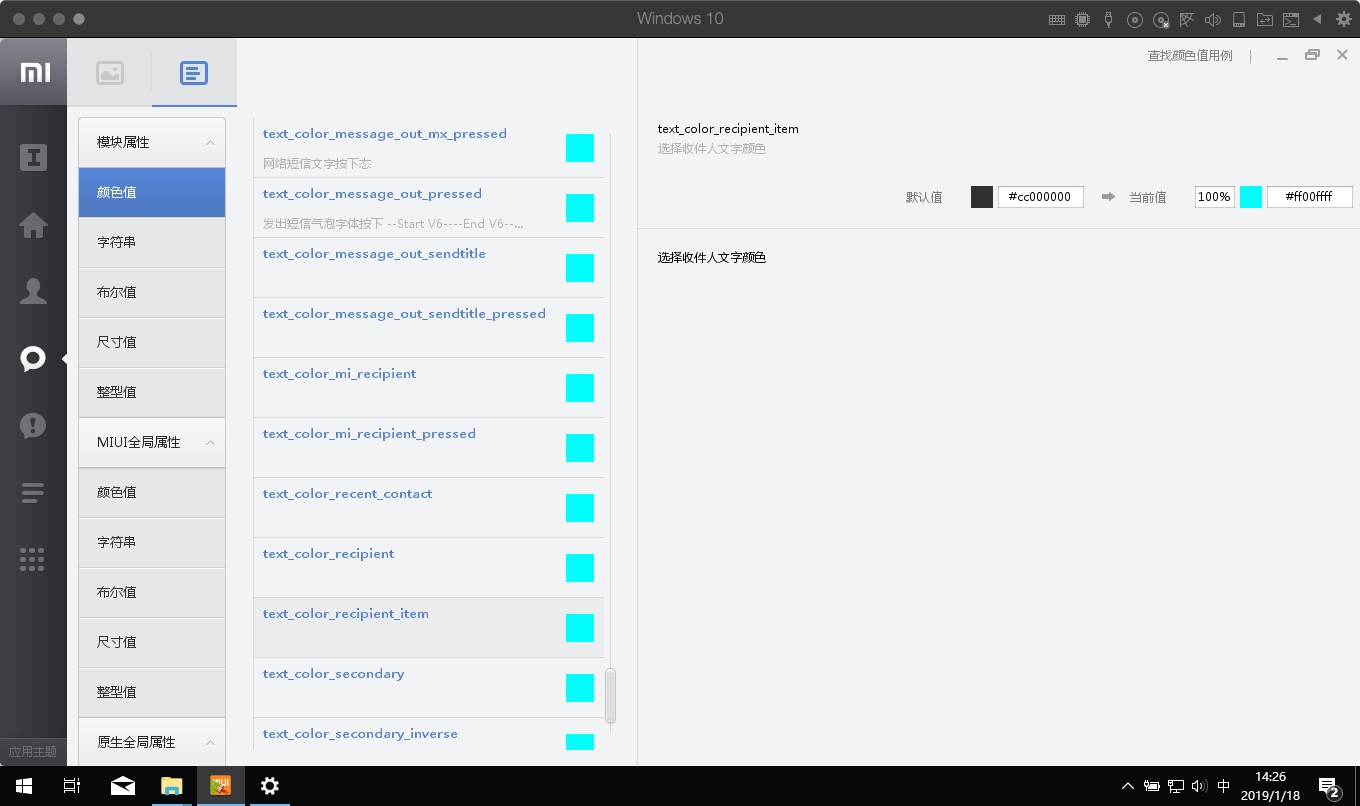 Windows 10
查找颜色值用例
模块属性
颜色值
字符串
布尔值
尺寸值
整型值
MIUI全局属性
颜色值
字符串
布尔值
尺寸值
整型值
原生全局属性
应用主题
text_color_message_out_mx_pressed
网络短信文字按下态
text_color_message_out_pressed
发出短信气泡字体按下 --Start V6----End V6--...
text_color_message_out_sendtitle
text_color_message_out_sendtitle_pressed
text_color_mi_recipient
text_color_mi_recipient_pressed
text_color_recent_contact
text_color_recipient
text_color_recipient_item
text_color_secondary
text_color_secondary_inverse
text_color_recipient_item
选择收件人文字颜色
默认值 #cc000000 当前值 100% #ff00ffff
选择收件人文字颜色
中
14:26
2019/1/18
2